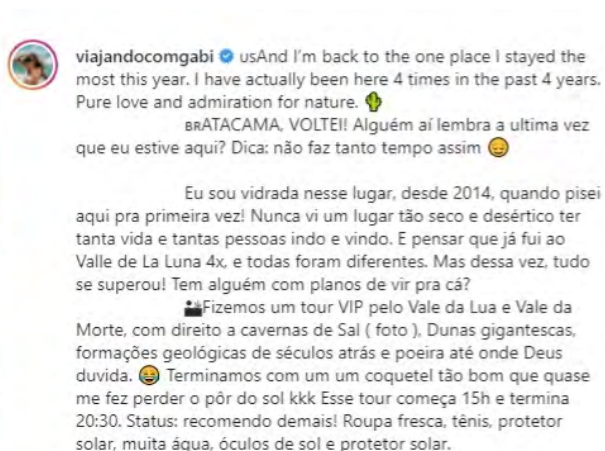 viajandocomgabi usAnd I'm back to the one place I stayed the
most this year. I have actually been here 4 times in the past 4 years.
Pure love and admiration for nature. 🌵
BRATACAMA, VOLTEI! Alguém aí lembra a ultima vez
que eu estive aqui? Dica: não faz tanto tempo assim 😑
Eu sou vidrada nesse lugar, desde 2014, quando pisei
aqui pra primeira vez! Nunca vi um lugar tão seco e desértico ter
tanta vida e tantas pessoas indo e vindo. E pensar que já fui ao
Valle de La Luna 4x, e todas foram diferentes. Mas dessa vez, tudo
se superou! Tem alguém com planos de vir pra cá?
Fizemos um tour VIP pelo Vale da Lua e Vale da
Morte, com direito a cavernas de Sal ( foto ), Dunas gigantescas,
formações geológicas de séculos atrás e poeira até onde Deus
duvida. 😂 Terminamos com um um coquetel tão bom que quase
me fez perder o pôr do sol kkk Esse tour começa 15h e termina
20:30. Status: recomendo demais! Roupa fresca, tênis, protetor
solar, muita água, óculos de sol e protetor solar.